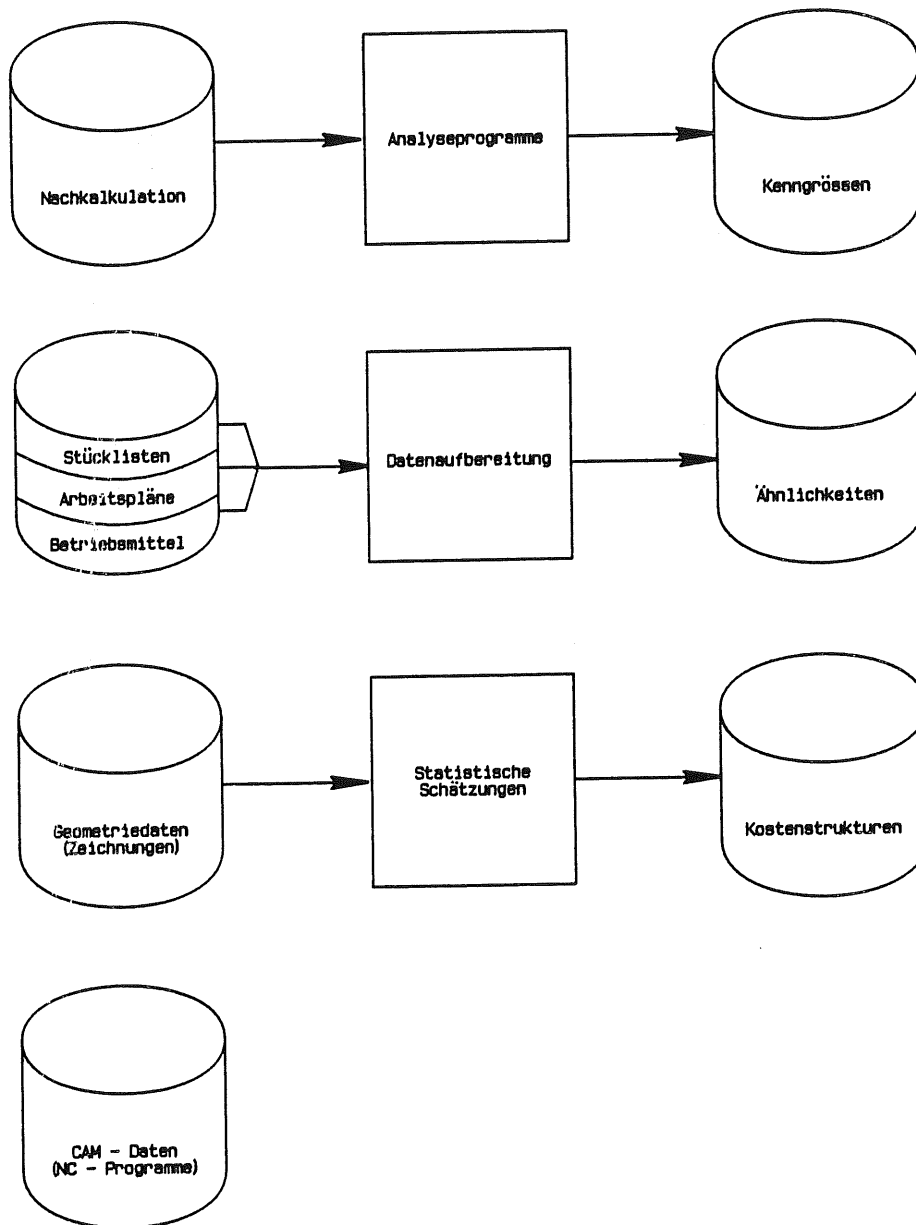 Nachkalkulation
Analyseprogramme
Kenngrössen
Stücklisten
Arbeitspläne
Betriebsmittel
Datenaufbereitung
Ähnlichkeiten
Geometriedaten
(Zeichnungen)
Statistische
Schätzungen
Kostenstrukturen
CAM - Daten
(NC - Programme)